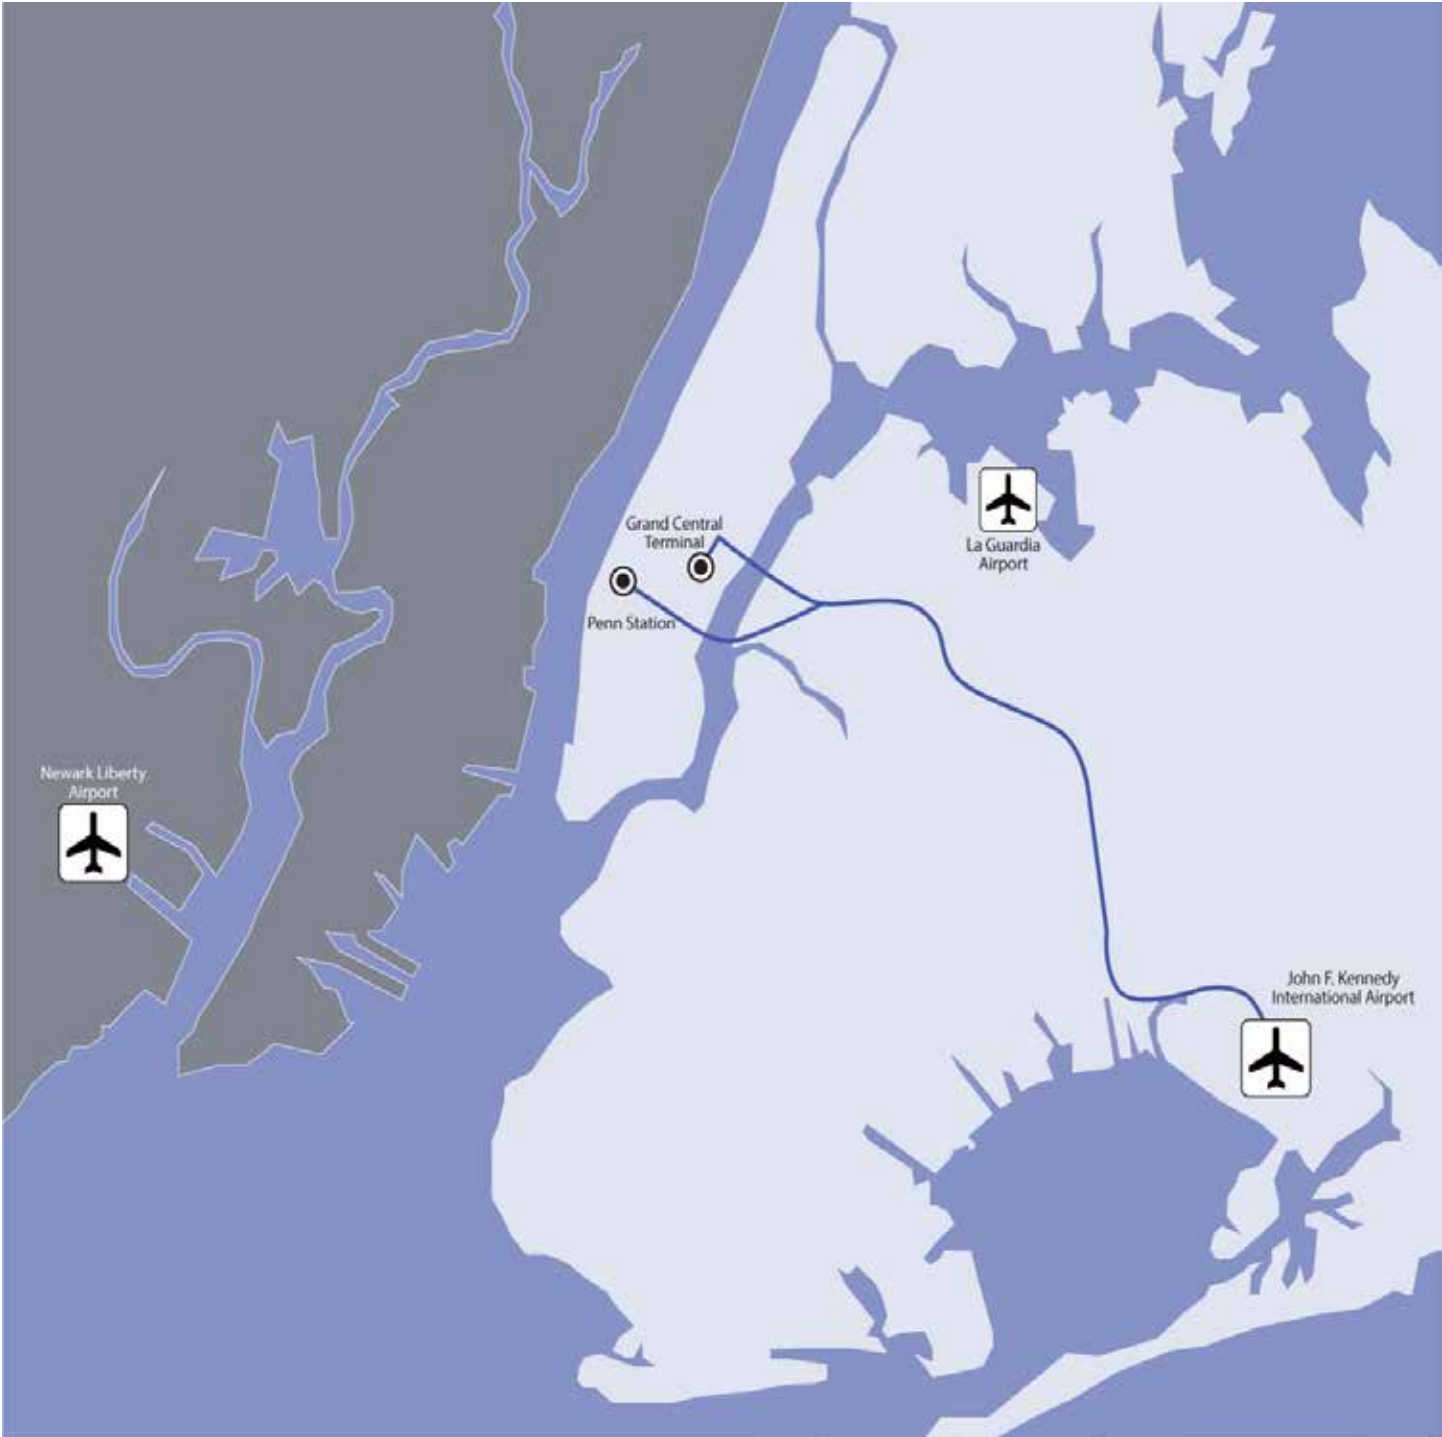 Grand Central
Terminal
La Guardia
Airport
Penn Station
Newark Liberty
Airport
John F. Kennedy
International Airport